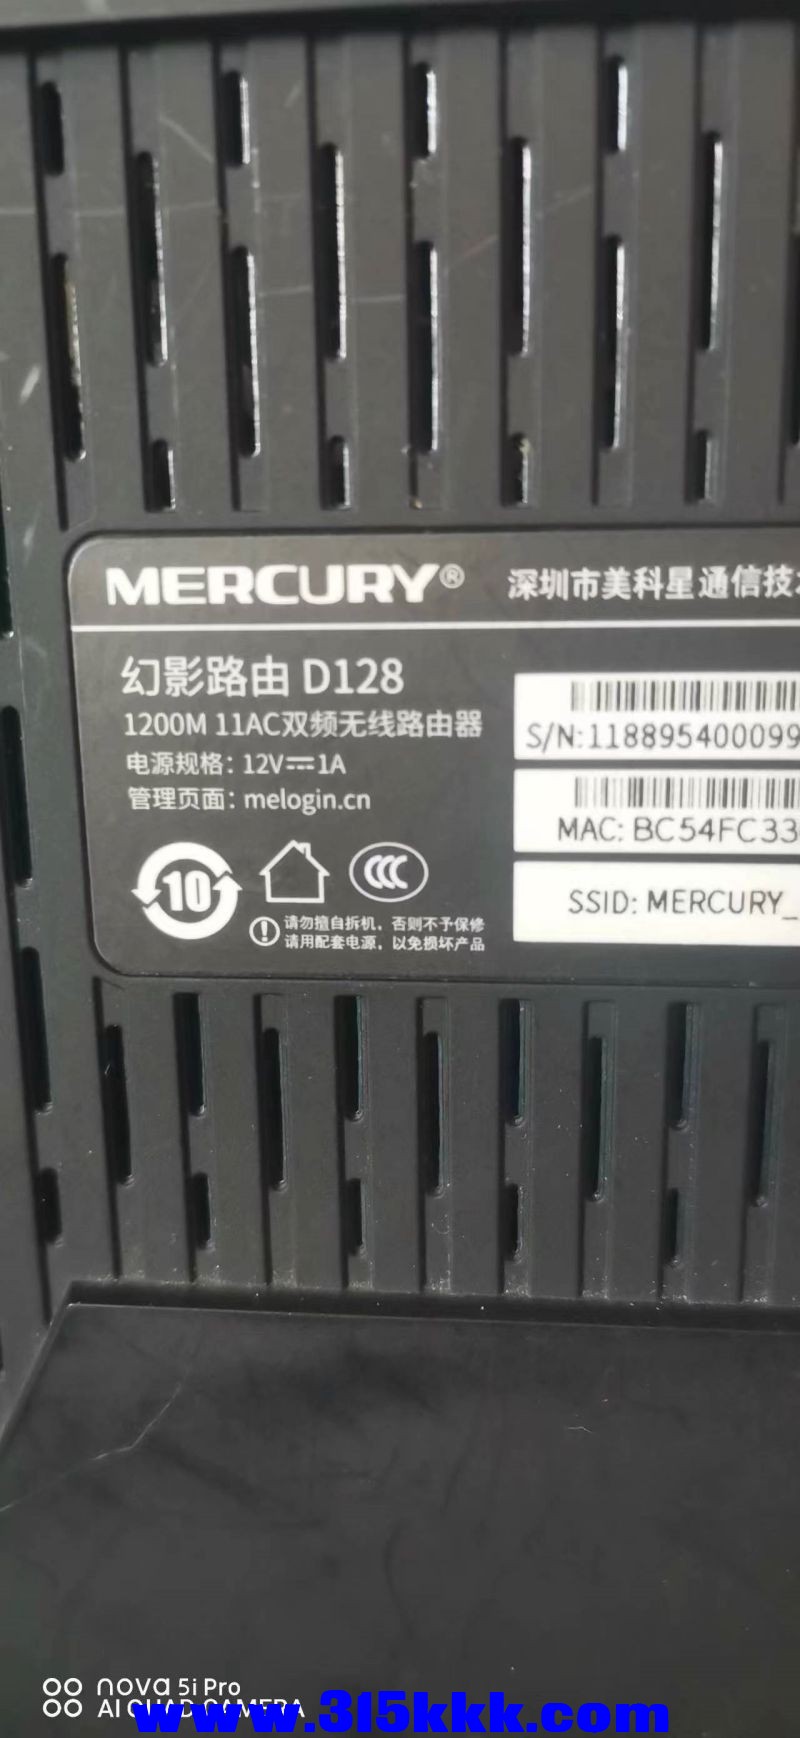 MERCURY® 深圳市美科星通信技
幻影路由 D128
1200M 11AC双频无线路由器
电源规格：12V⎓1A
管理页面：melogin.cn
S/N:118895400099
MAC: BC54FC33
SSID: MERCURY_
10
CCC
请勿擅自拆机，否则不予保修
请用配套电源，以免损坏产品
nova 5i Pro
AI QUAD CAMERA
www.315kkk.com